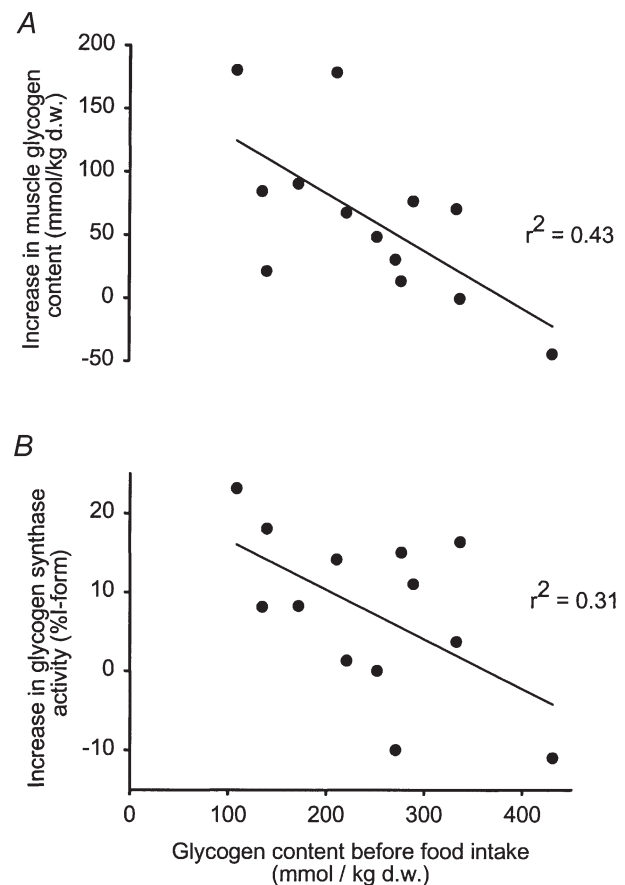 A
200
150
100
50
0
-50
Increase in muscle glycogen
content (mmol/kg d.w.)
r2 = 0.43
B
20
10
0
-10
Increase in glycogen synthase
activity (%I-form)
r2 = 0.31
0 100 200 300 400
Glycogen content before food intake
(mmol / kg d.w.)